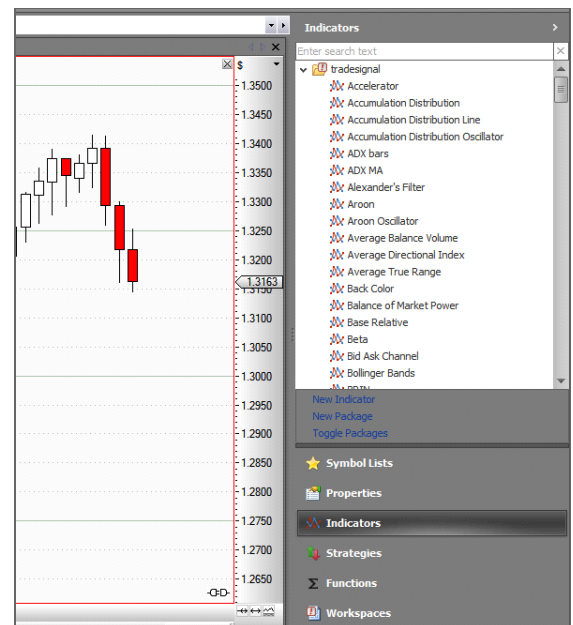 Indicators
$
1.3500
1.3450
1.3400
1.3350
1.3300
1.3250
1.3200
1.3163
1.3100
1.3050
1.3000
1.2950
1.2900
1.2850
1.2800
1.2750
1.2700
1.2650
Enter search text
tradesignal
Accelerator
Accumulation Distribution
Accumulation Distribution Line
Accumulation Distribution Oscillator
ADX bars
ADX MA
Alexander's Filter
Aroon
Aroon Oscillator
Average Balance Volume
Average Directional Index
Average True Range
Back Color
Balance of Market Power
Base Relative
Beta
Bid Ask Channel
Bollinger Bands
New Indicator
New Package
Toggle Packages
Symbol Lists
Properties
Indicators
Strategies
Functions
Workspaces